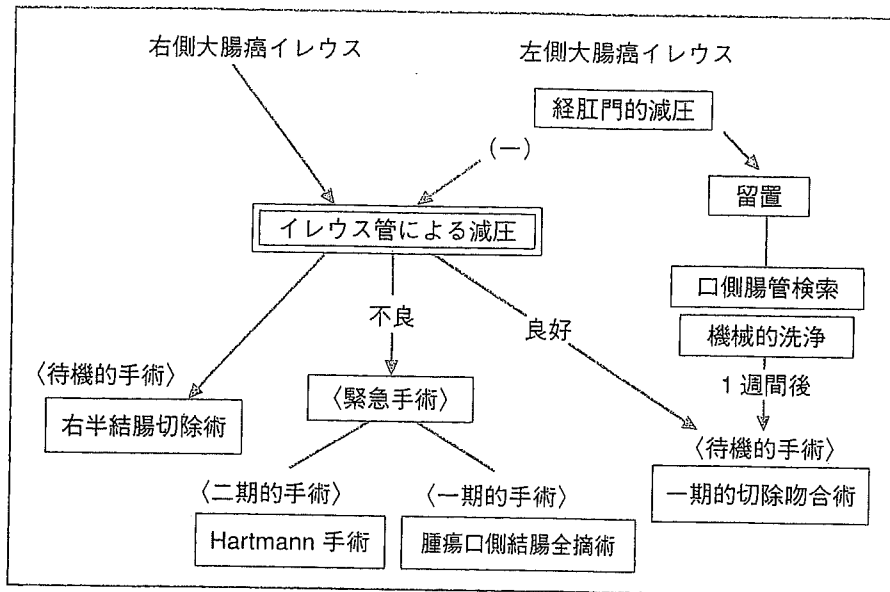 右側大腸癌イレウス
左側大腸癌イレウス
経肛門的減圧
(一)
留置
イレウス管による減圧
口側腸管検索
不良
良好
機械的洗浄
〈待機的手術〉
1週間後
右半結腸切除術
〈緊急手術〉
〈待機的手術〉
〈二期的手術〉
〈一期的手術〉
一期的切除吻合術
Hartmann 手術
腫瘍口側結腸全摘術